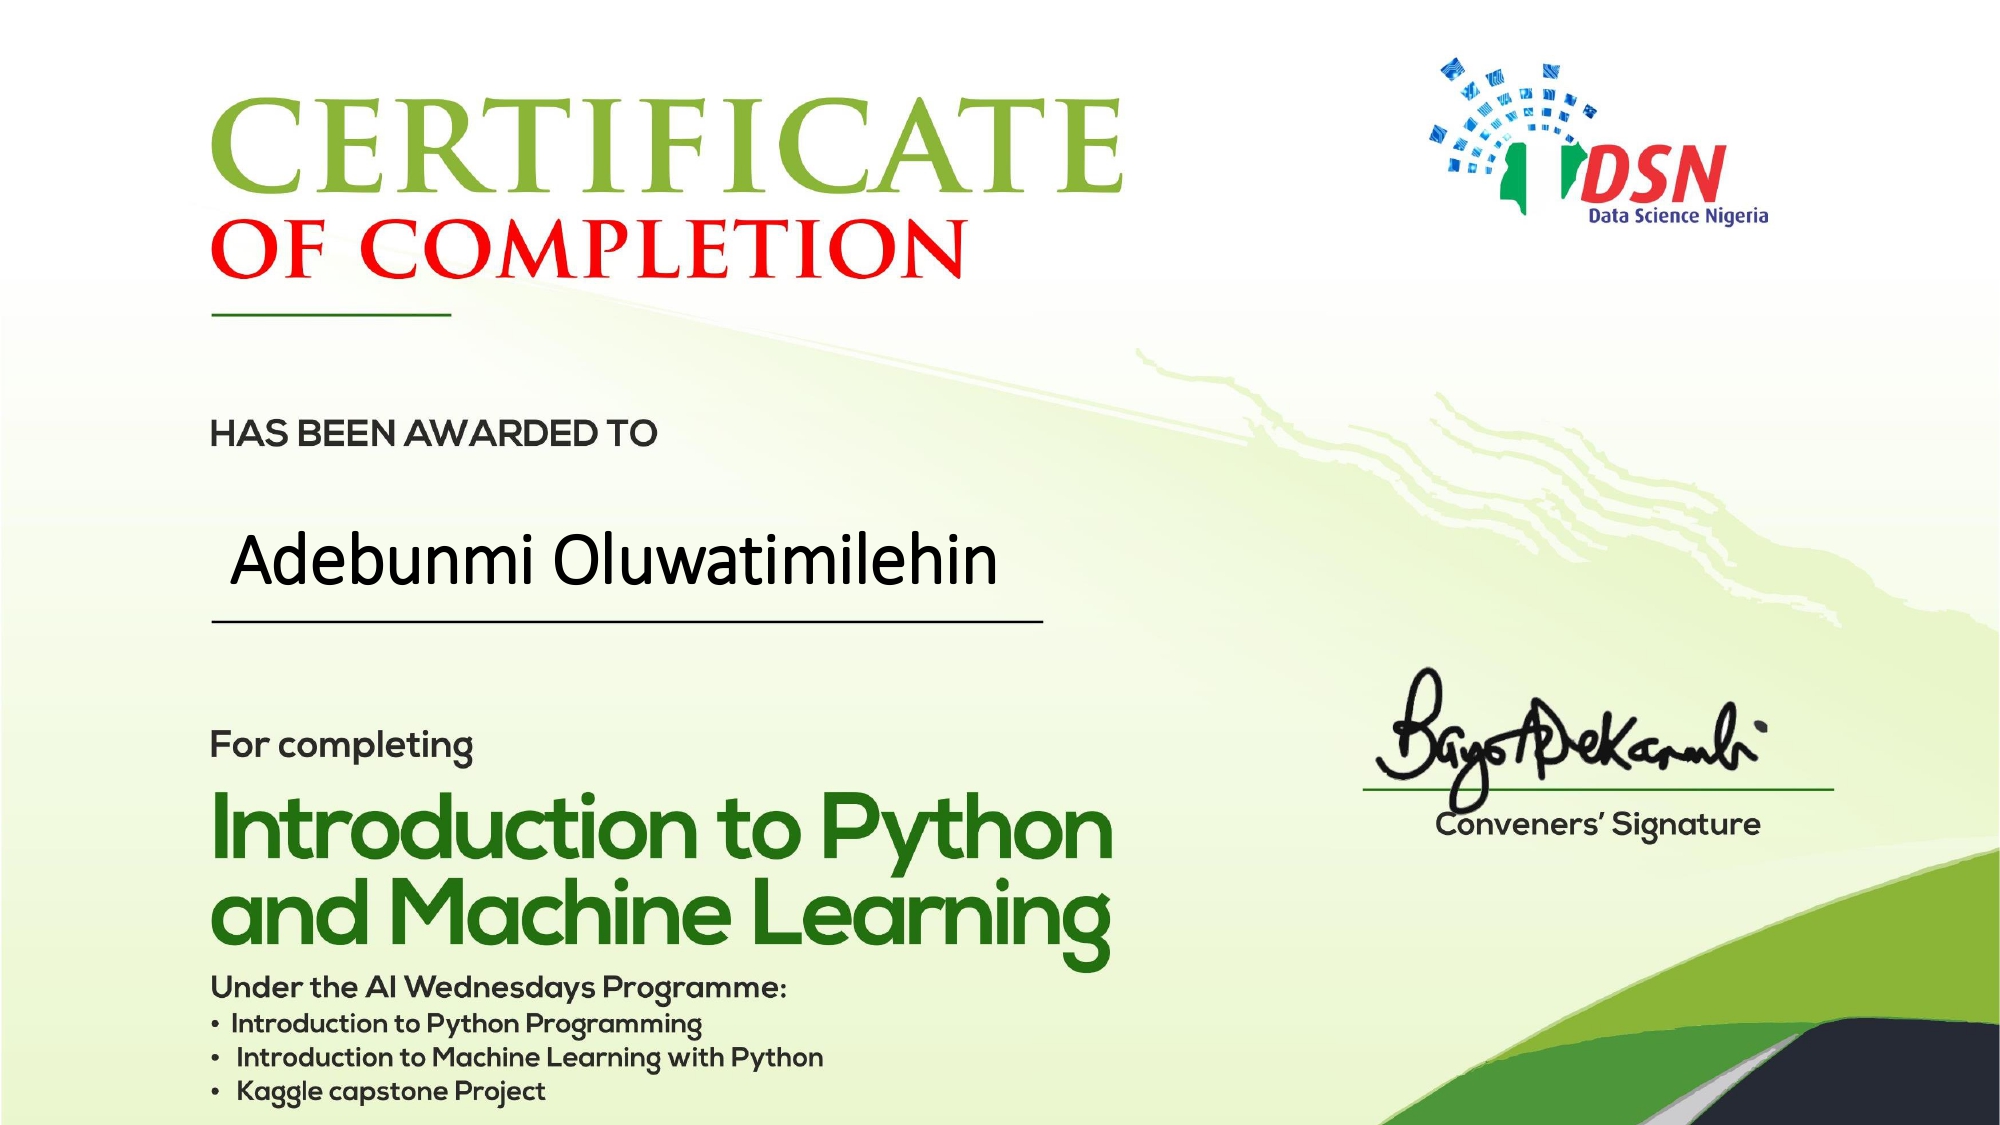 CERTIFICATE
OF COMPLETION
DSN
Data Science Nigeria
HAS BEEN AWARDED TO
Adebunmi Oluwatimilehin
For completing
Introduction to Python
and Machine Learning
Under the AI Wednesdays Programme:
• Introduction to Python Programming
• Introduction to Machine Learning with Python
• Kaggle capstone Project
Bayo Adekanmbi
Conveners’ Signature